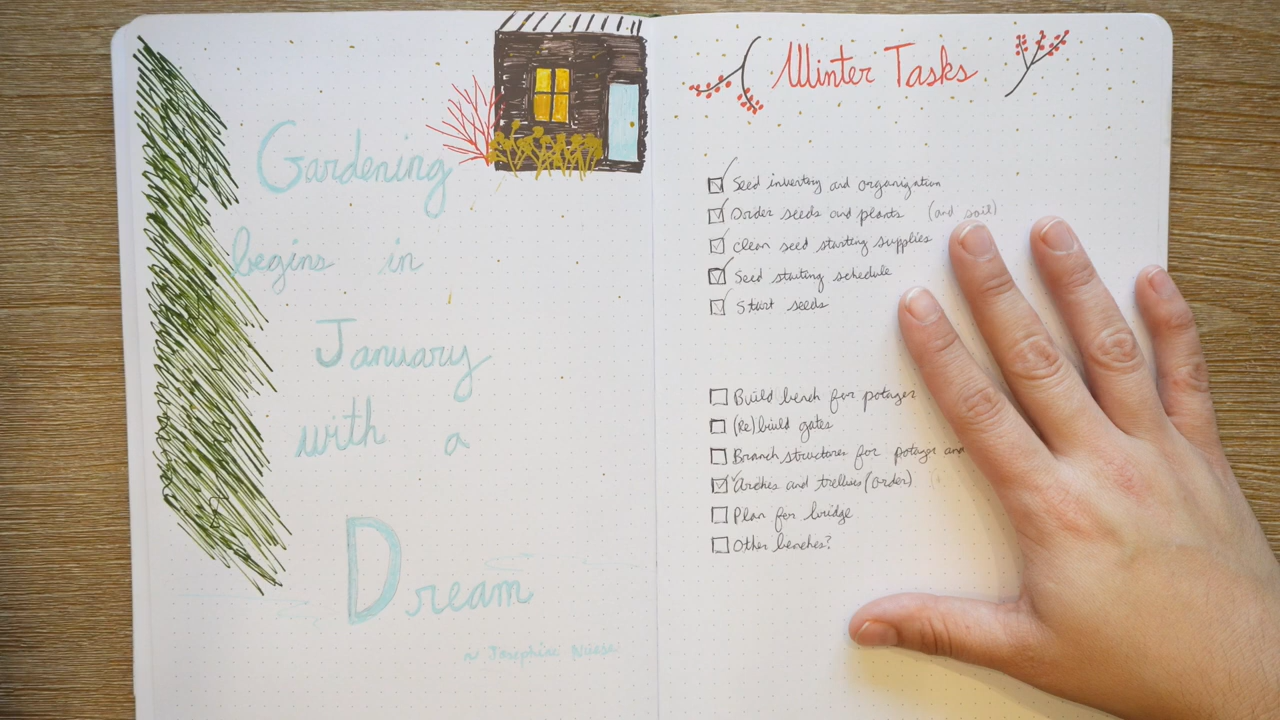 Gardening
begins in
January
with a
Dream
~ Josephine Nuese
Winter Tasks
Seed inventory and organization
Order seeds and plants (and soil)
Clean seed starting supplies
Seed starting schedule
Start seeds
Build bench for potager
(Re)build gates
Branch structures for potager and
Arches and trellises (order)
Plan for bridge
Other benches?